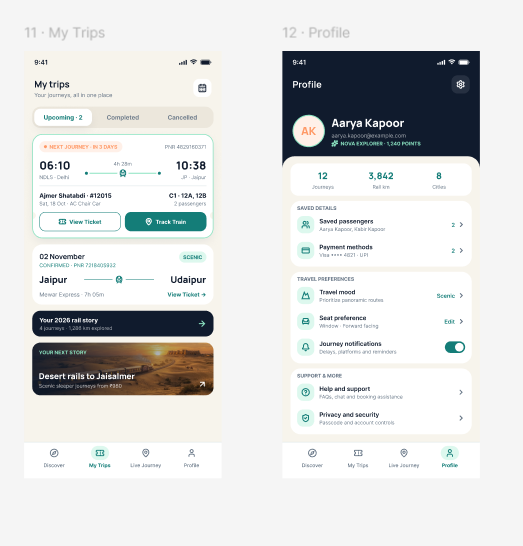 11 · My Trips
9:41
My trips
Your journeys, all in one place
Upcoming · 2
Completed
Cancelled
NEXT JOURNEY · IN 3 DAYS
PNR 4629160371
06:10
4h 28m
10:38
NDLS · Delhi
JP · Jaipur
Ajmer Shatabdi · #12015
C1 · 12A, 12B
Sat, 18 Oct · AC Chair Car
2 passengers
View Ticket
Track Train
02 November
SCENIC
CONFIRMED · PNR 7218405932
Jaipur
Udaipur
Mewar Express · 7h 05m
View Ticket →
Your 2026 rail story
4 journeys · 1,286 km explored
YOUR NEXT STORY
Desert rails to Jaisalmer
Scenic sleeper journeys from ₹980
Discover
My Trips
Live Journey
Profile
12 · Profile
9:41
Profile
AK
Aarya Kapoor
aarya.kapoor@example.com
NOVA EXPLORER · 1,240 POINTS
12
3,842
8
Journeys
Rail km
Cities
SAVED DETAILS
Saved passengers
Aarya Kapoor, Kabir Kapoor
2
Payment methods
Visa •••• 4821 · UPI
2
TRAVEL PREFERENCES
Travel mood
Prioritize panoramic routes
Scenic
Seat preference
Window · Forward facing
Edit
Journey notifications
Delays, platforms and reminders
SUPPORT & MORE
Help and support
FAQs, chat and booking assistance
Privacy and security
Passcode and account controls
Discover
My Trips
Live Journey
Profile